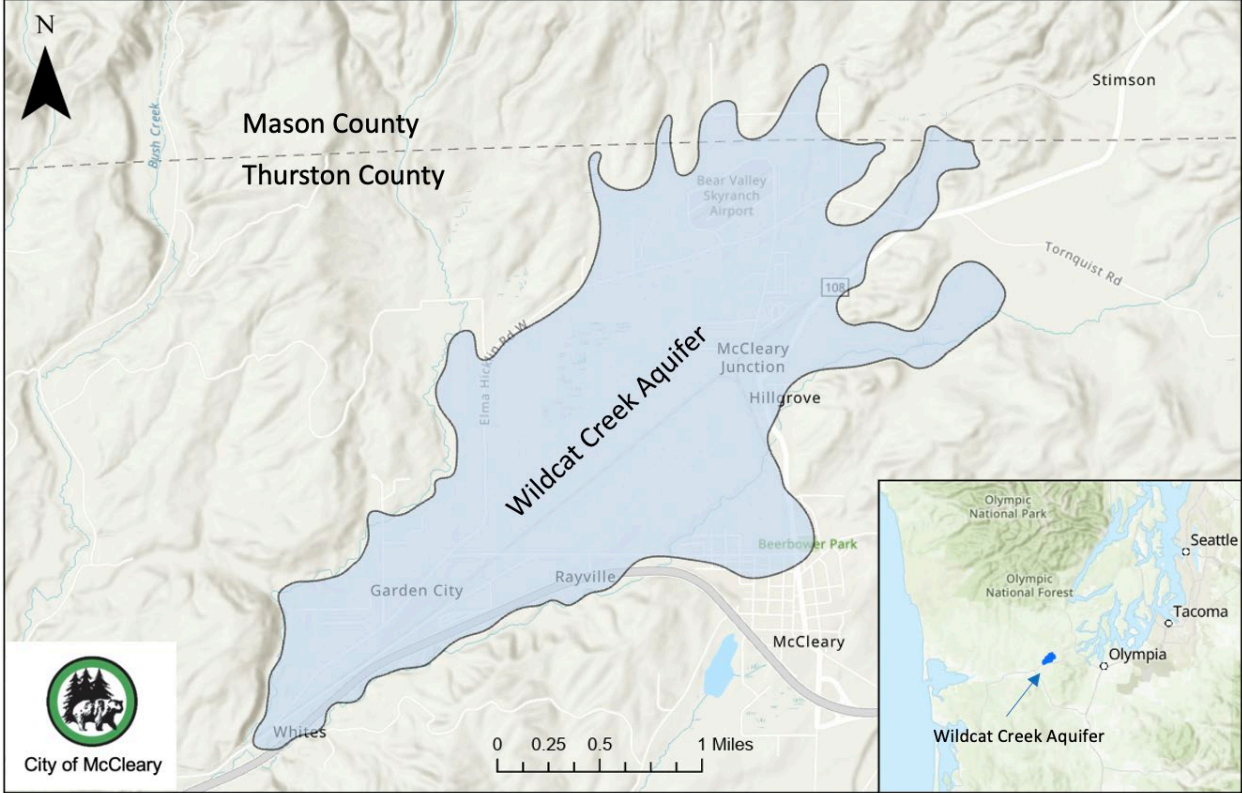 N
Stimson
Mason County
Bush Creek
Thurston County
Bear Valley
Skyranch
Airport
Tornquist Rd
108
Elma Hicklin Rd W
McCleary
Junction
Wildcat Creek Aquifer
Hillgrove
Beerbower Park
Rayville
Garden City
McCleary
Whites
City of McCleary
0 0.25 0.5 1 Miles
Olympic
National Park
Seattle
Olympic
National Forest
Tacoma
Olympia
Wildcat Creek Aquifer